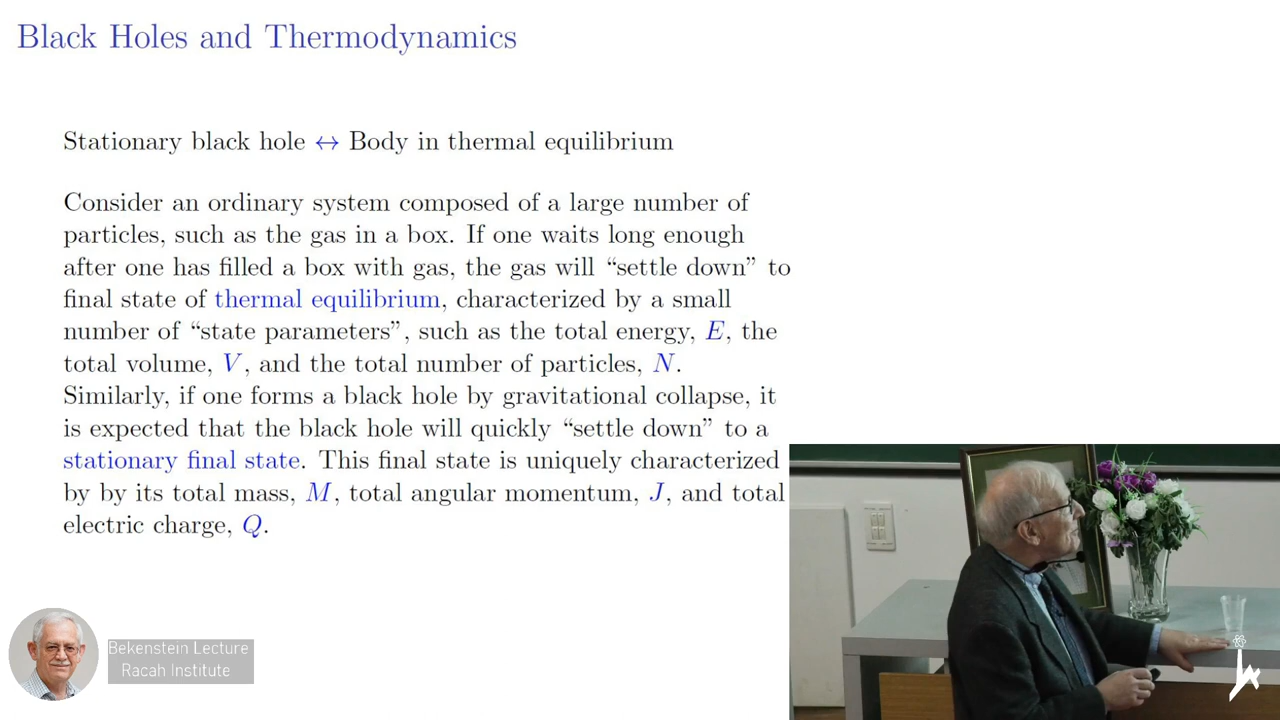 Black Holes and Thermodynamics
Stationary black hole ↔ Body in thermal equilibrium
Consider an ordinary system composed of a large number of
particles, such as the gas in a box. If one waits long enough
after one has filled a box with gas, the gas will “settle down” to
final state of thermal equilibrium, characterized by a small
number of “state parameters”, such as the total energy, E, the
total volume, V, and the total number of particles, N.
Similarly, if one forms a black hole by gravitational collapse, it
is expected that the black hole will quickly “settle down” to a
stationary final state. This final state is uniquely characterized
by by its total mass, M, total angular momentum, J, and total
electric charge, Q.
Bekenstein Lecture
Racah Institute